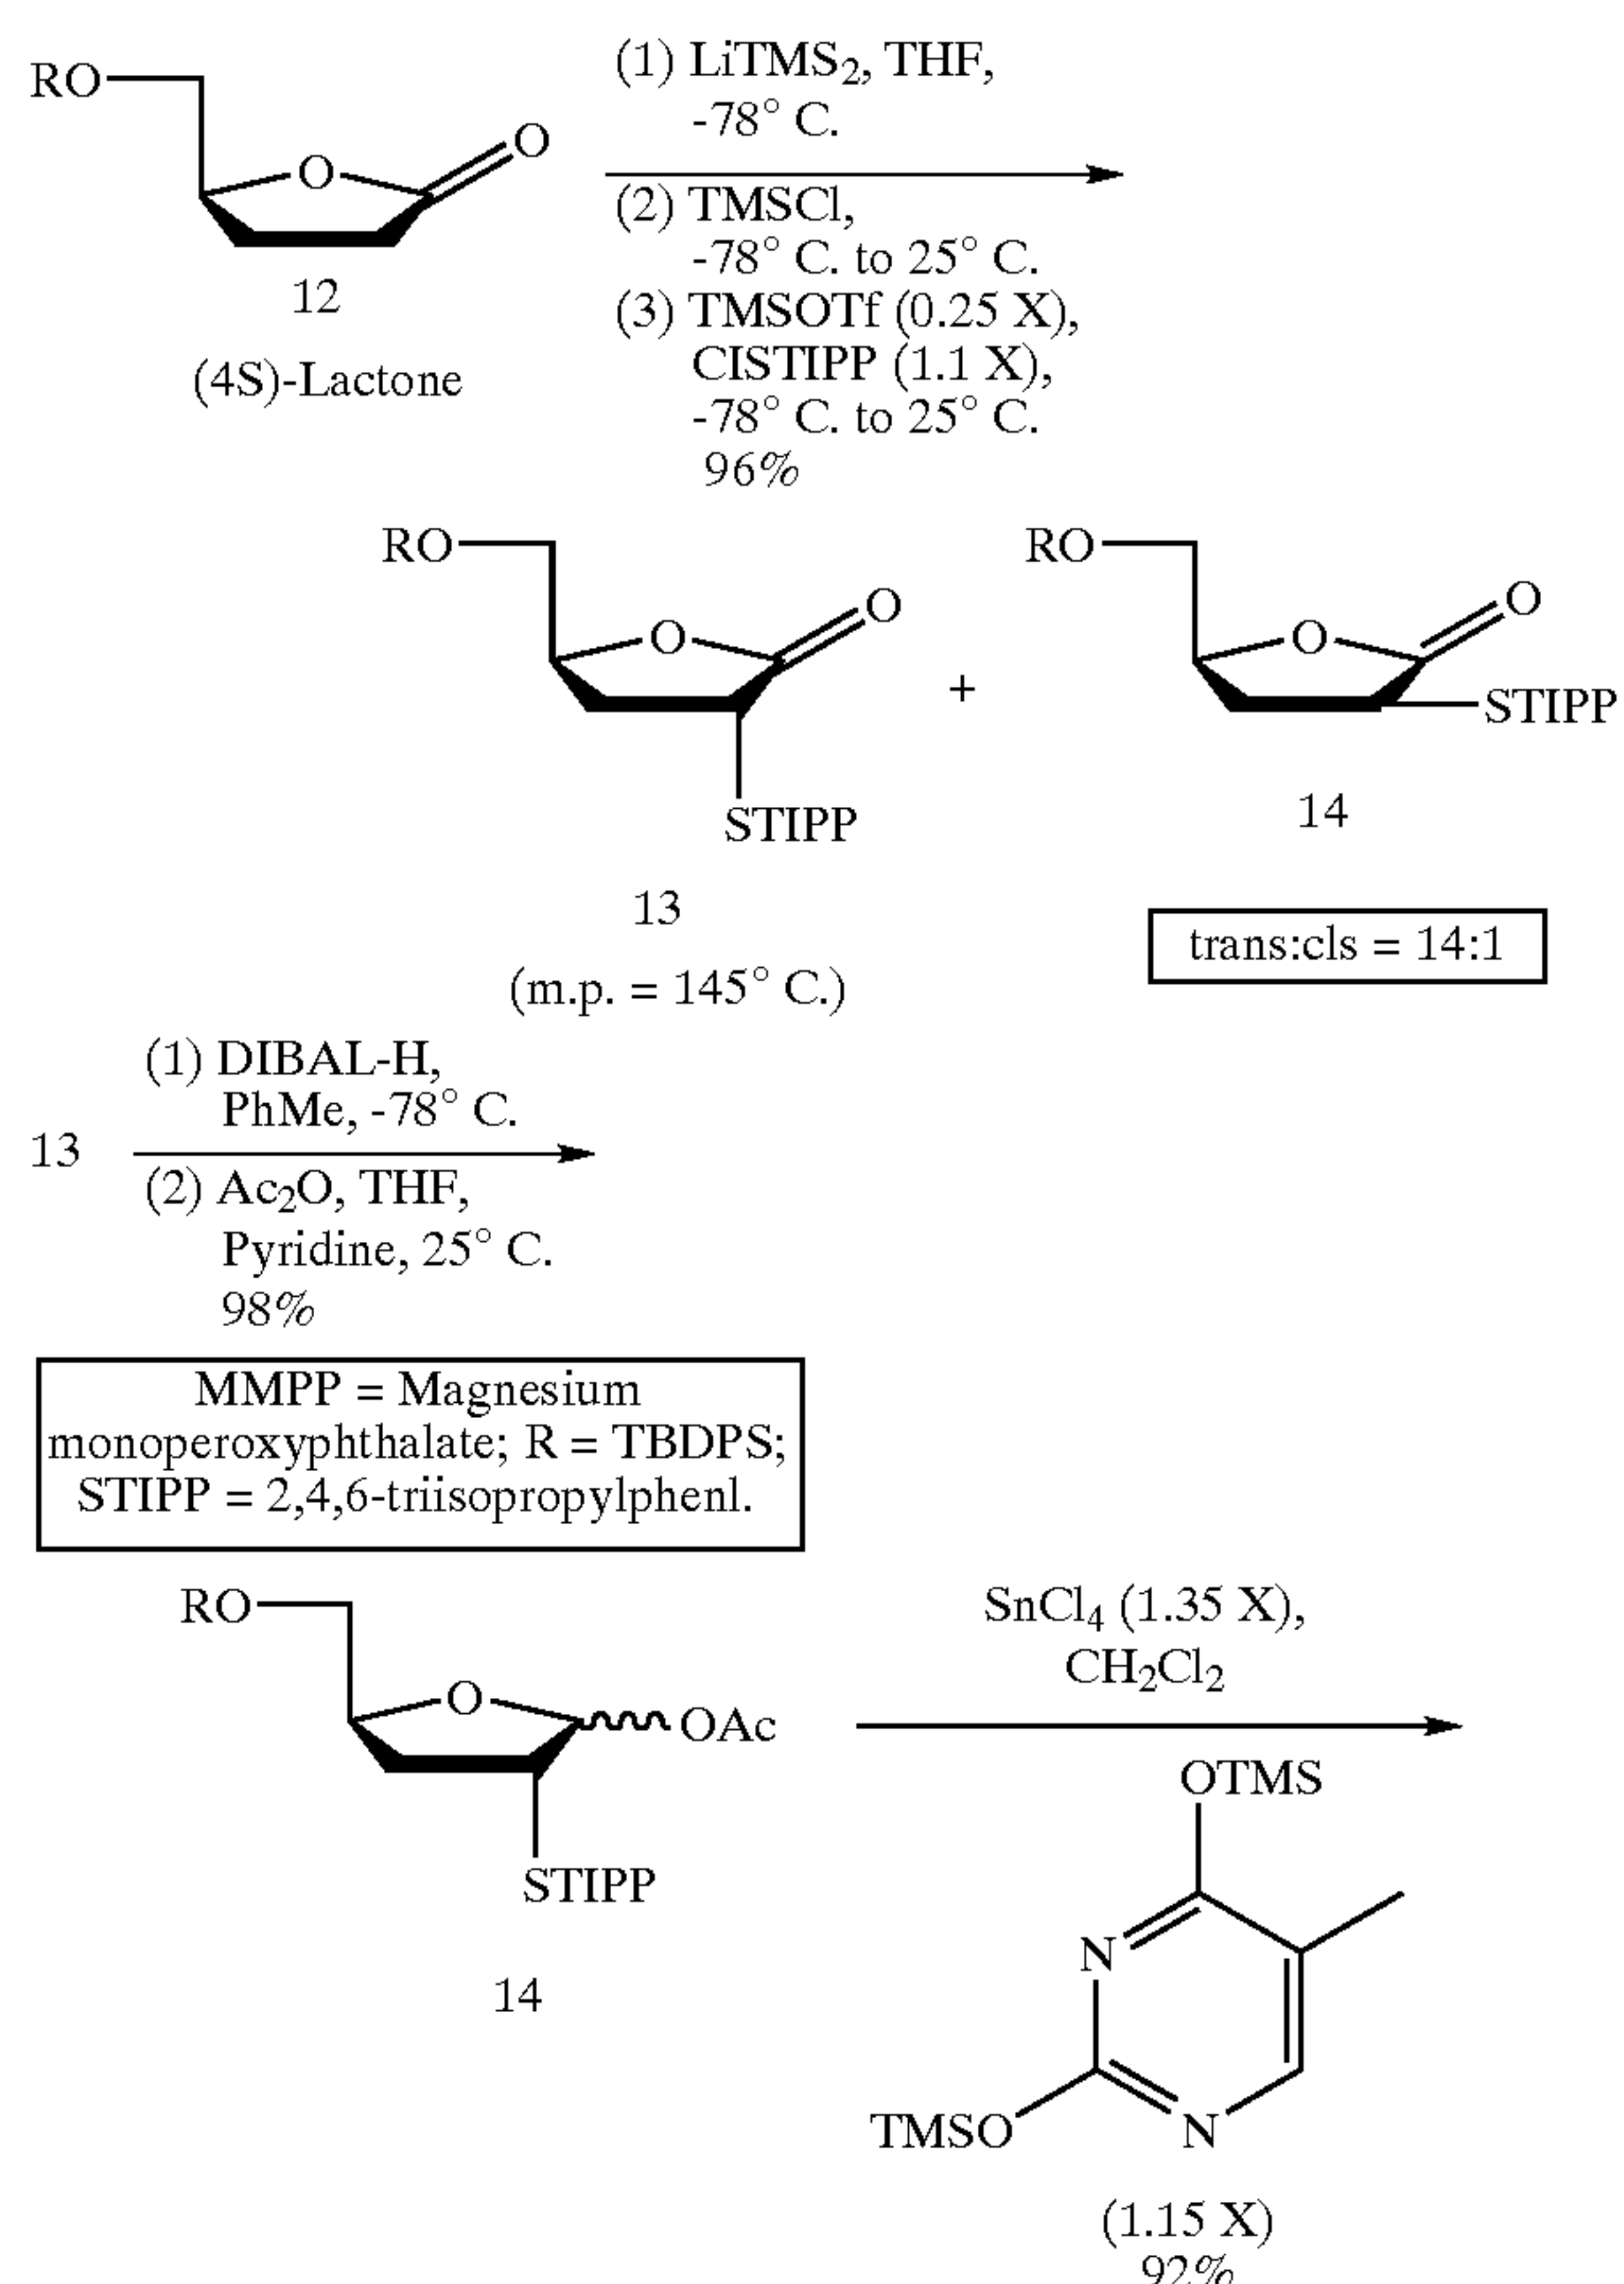 RO
O
O
12
(4S)-Lactone
(1) LiTMS₂, THF,
-78° C.
(2) TMSCl,
-78° C. to 25° C.
(3) TMSOTf (0.25 X),
CISTIPP (1.1 X),
-78° C. to 25° C.
96%
RO
O
O
STIPP
13
(m.p. = 145° C.)
+
RO
O
O
STIPP
14
trans:cls = 14:1
13
(1) DIBAL-H,
PhMe, -78° C.
(2) Ac₂O, THF,
Pyridine, 25° C.
98%
MMPP = Magnesium
monoperoxyphthalate; R = TBDPS;
STIPP = 2,4,6-triisopropylphenl.
RO
O
OAc
STIPP
14
SnCl₄ (1.35 X),
CH₂Cl₂
OTMS
N
N
TMSO
(1.15 X)
92%